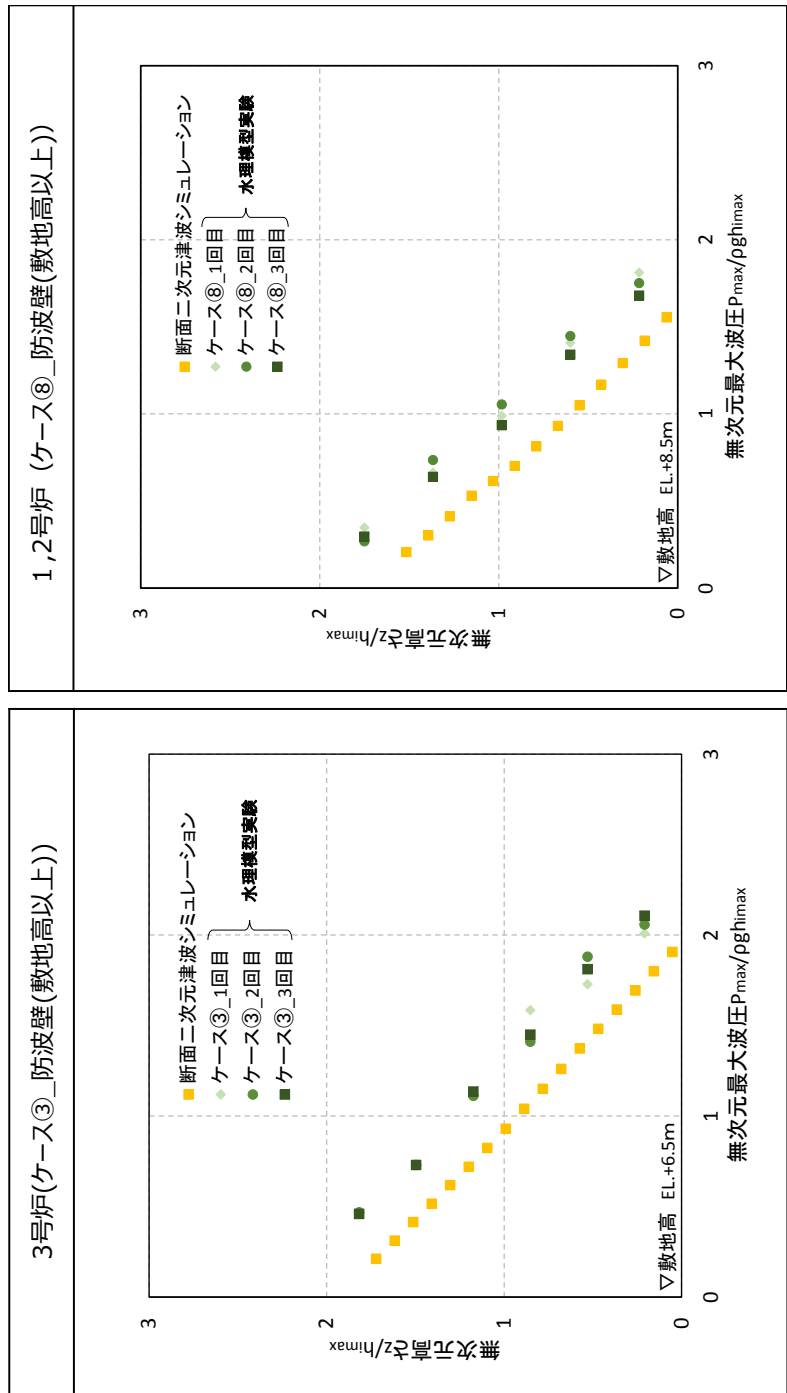 3号炉(ケース③_防波壁(敷地高以上))
断面二次元津波シミュレーション
ケース③_1回目
ケース③_2回目
ケース③_3回目
水理模型実験
3
2
1
0
無次元高さz/himax
▽敷地高 EL.+6.5m
0
1
2
3
無次元最大波圧Pmax/ρghimax
1,2号炉 (ケース⑧_防波壁(敷地高以上))
断面二次元津波シミュレーション
ケース⑧_1回目
ケース⑧_2回目
ケース⑧_3回目
水理模型実験
3
2
1
0
無次元高さz/himax
▽敷地高 EL.+8.5m
0
1
2
3
無次元最大波圧Pmax/ρghimax